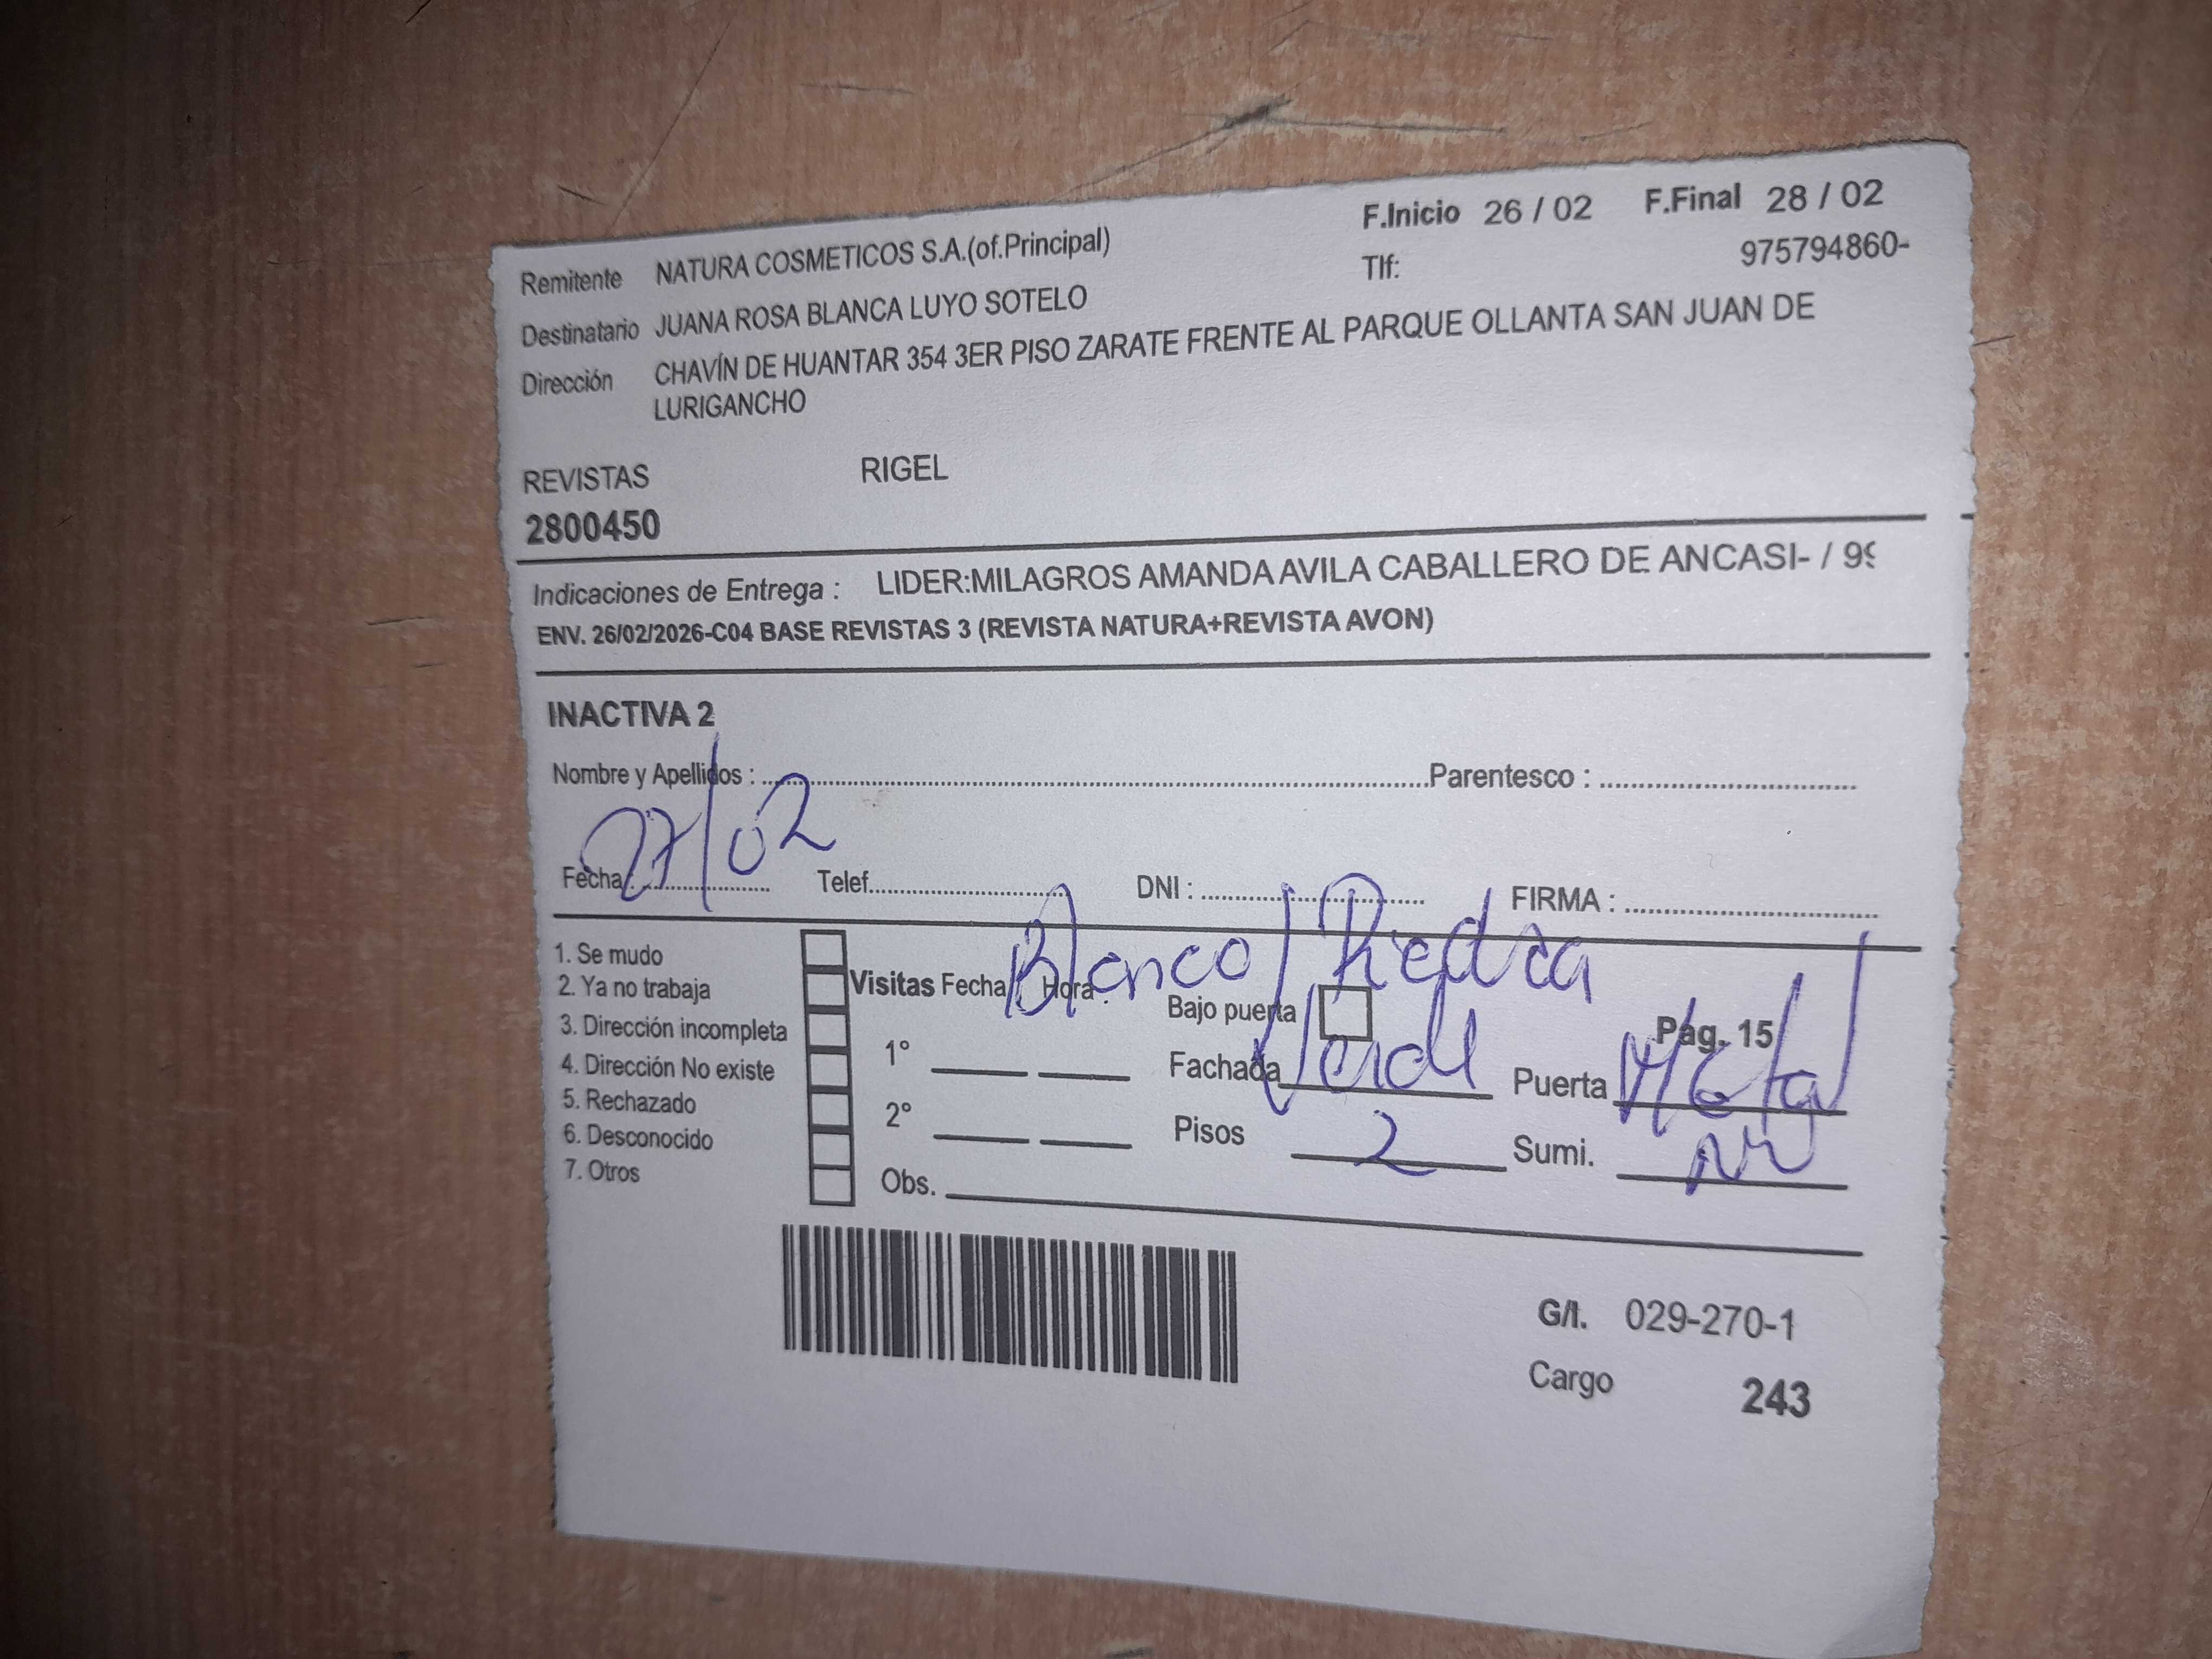 F.Inicio 26 / 02 F.Final 28 / 02
Remitente NATURA COSMETICOS S.A.(of.Principal) Tlf: 975794860-
Destinatario JUANA ROSA BLANCA LUYO SOTELO
Dirección CHAVÍN DE HUANTAR 354 3ER PISO ZARATE FRENTE AL PARQUE OLLANTA SAN JUAN DE
LURIGANCHO
REVISTAS RIGEL
2800450
Indicaciones de Entrega : LIDER:MILAGROS AMANDA AVILA CABALLERO DE ANCASI- / 99
ENV. 26/02/2026-C04 BASE REVISTAS 3 (REVISTA NATURA+REVISTA AVON)
INACTIVA 2
Nombre y Apellidos : Parentesco :
Fecha : 27/02 Telef. DNI : FIRMA :
1. Se mudo
2. Ya no trabaja
3. Dirección incompleta
4. Dirección No existe
5. Rechazado
6. Desconocido
7. Otros
Visitas Fecha : Hora : Blanco / Piedra
Bajo puerta Pag. 15
1° Fachada Verde Puerta Metal
2° Pisos 2 Sumi.
Obs.
G/I. 029-270-1
Cargo 243